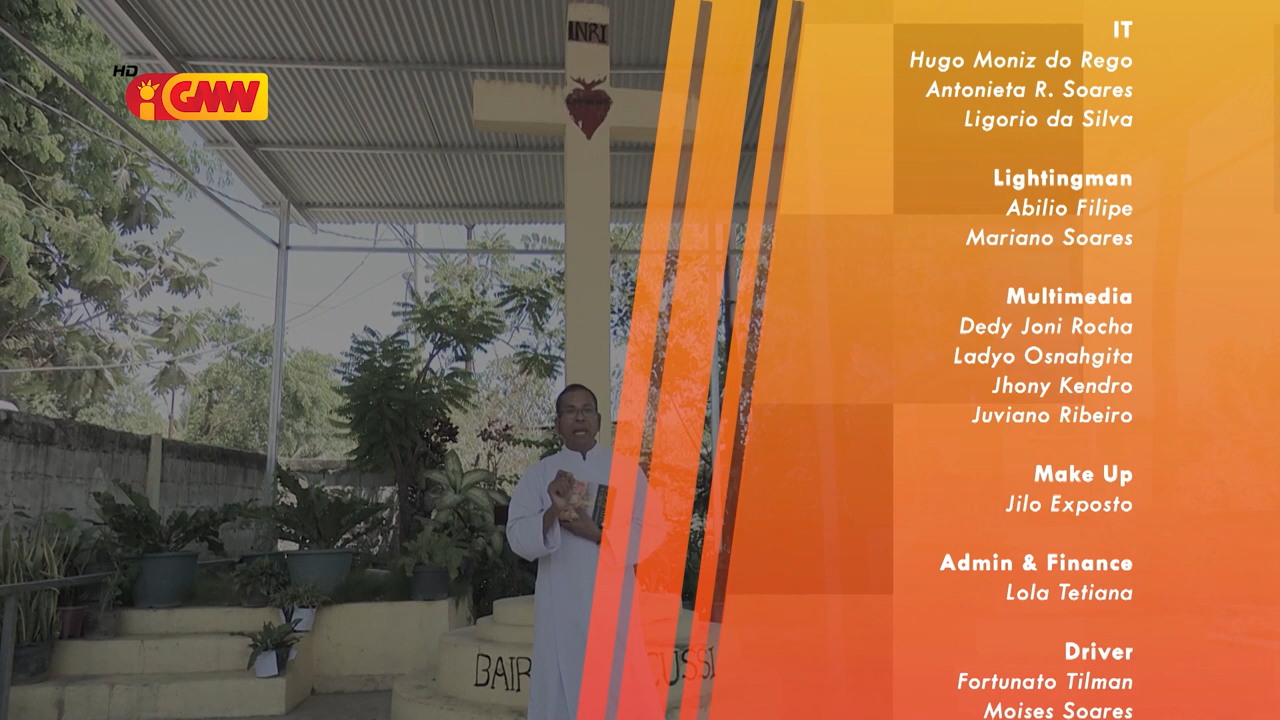 HD
GMN
INRI
BAIR
CUSSI
IT
Hugo Moniz do Rego
Antonieta R. Soares
Ligorio da Silva
Lightingman
Abilio Filipe
Mariano Soares
Multimedia
Dedy Joni Rocha
Ladyo Osnahgita
Jhony Kendro
Juviano Ribeiro
Make Up
Jilo Exposto
Admin & Finance
Lola Tetiana
Driver
Fortunato Tilman
Moises Soares